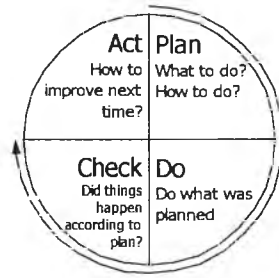 Act
How to
improve next
time?
Plan
What to do?
How to do?
Check
Did things
happen
according to
plan?
Do
Do what was
planned